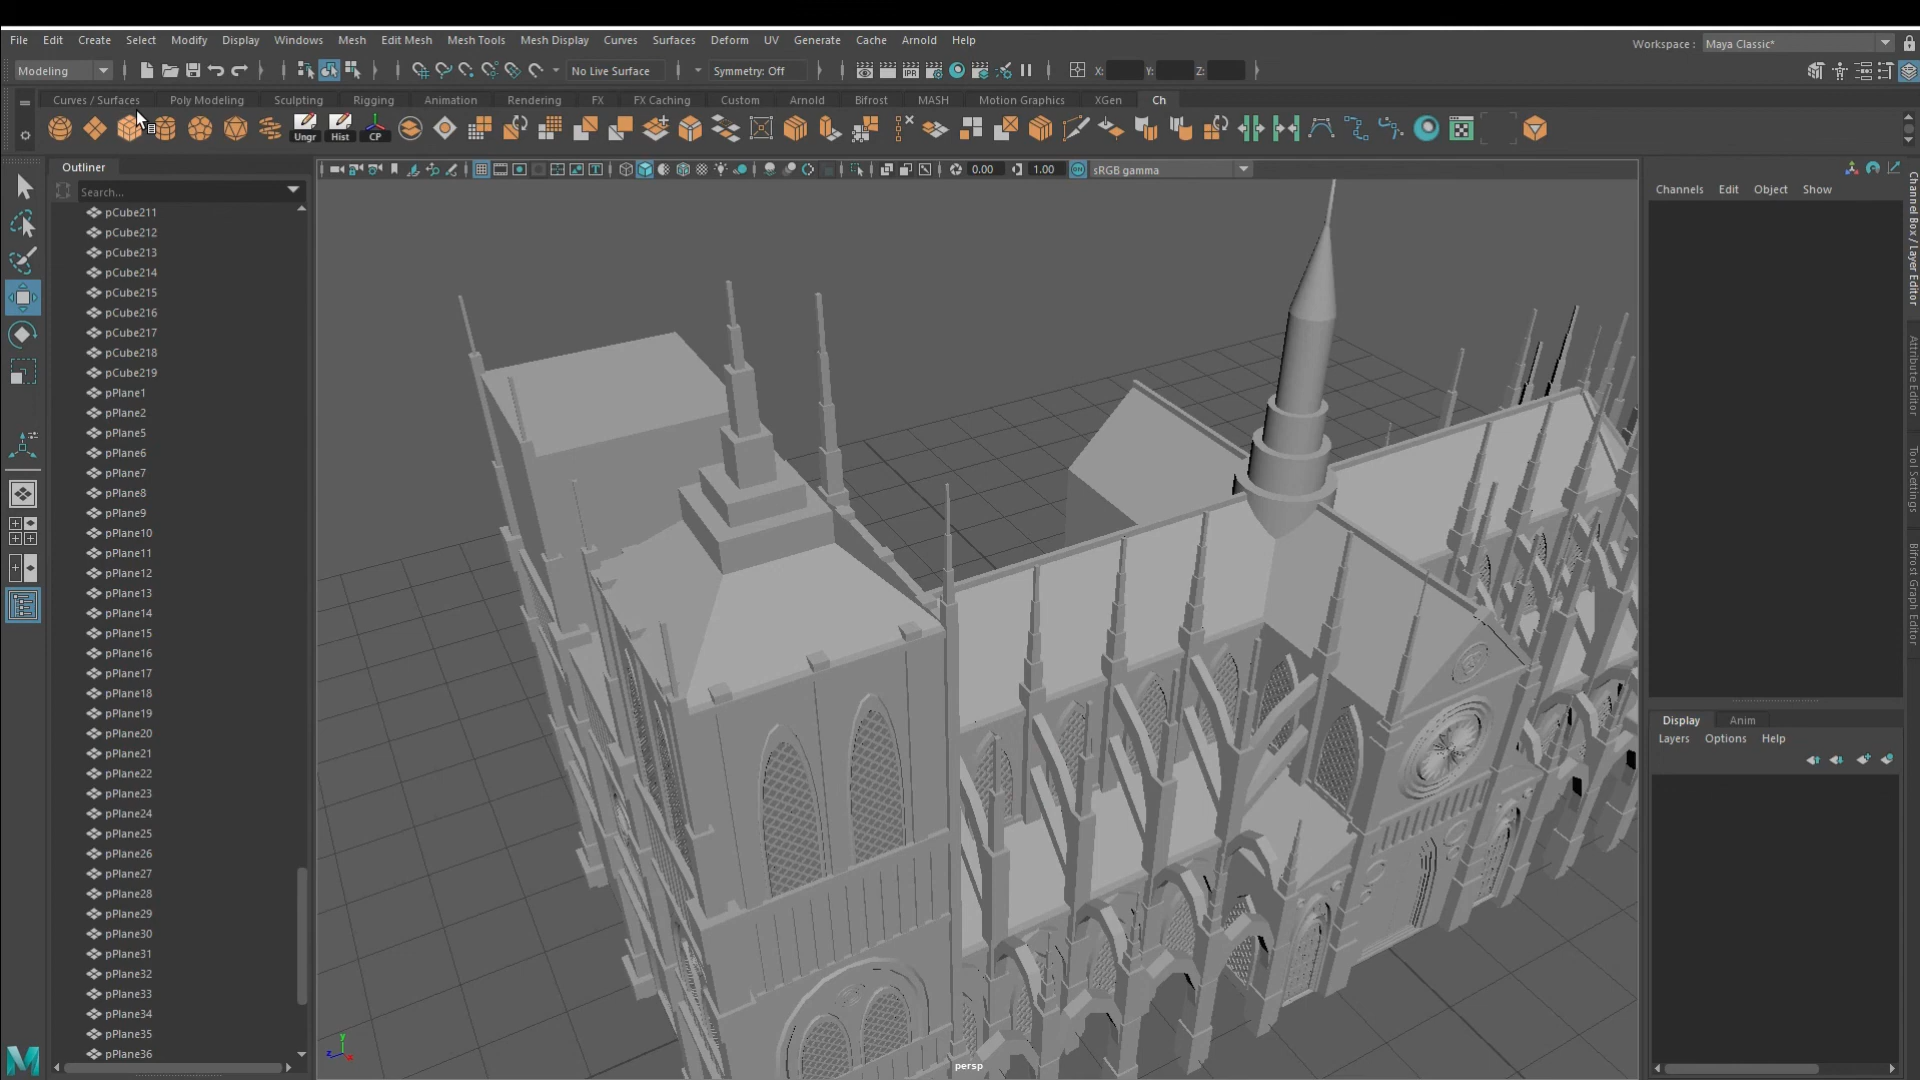 File Edit Create Select Modify Display Windows Mesh Edit Mesh Mesh Tools Mesh Display Curves Surfaces Deform UV Generate Cache Arnold Help
Workspace : Maya Classic*
Modeling No Live Surface Symmetry: Off X: Y: Z:
IPR
Curves / Surfaces Poly Modeling Sculpting Rigging Animation Rendering FX FX Caching Custom Arnold Bifrost MASH Motion Graphics XGen Ch
Ungr Hist CP
Outliner
Search...
0.00 1.00 ON sRGB gamma
Channels Edit Object Show
pCube211
pCube212
pCube213
pCube214
pCube215
pCube216
pCube217
pCube218
pCube219
pPlane1
pPlane2
pPlane5
pPlane6
pPlane7
pPlane8
pPlane9
pPlane10
pPlane11
pPlane12
pPlane13
pPlane14
pPlane15
pPlane16
pPlane17
pPlane18
pPlane19
pPlane20
pPlane21
pPlane22
pPlane23
pPlane24
pPlane25
pPlane26
pPlane27
pPlane28
pPlane29
pPlane30
pPlane31
pPlane32
pPlane33
pPlane34
pPlane35
pPlane36
y
z x
persp
Display Anim
Layers Options Help
Channel Box / Layer Editor
Attribute Editor
Tool Settings
Bifrost Graph Editor
M